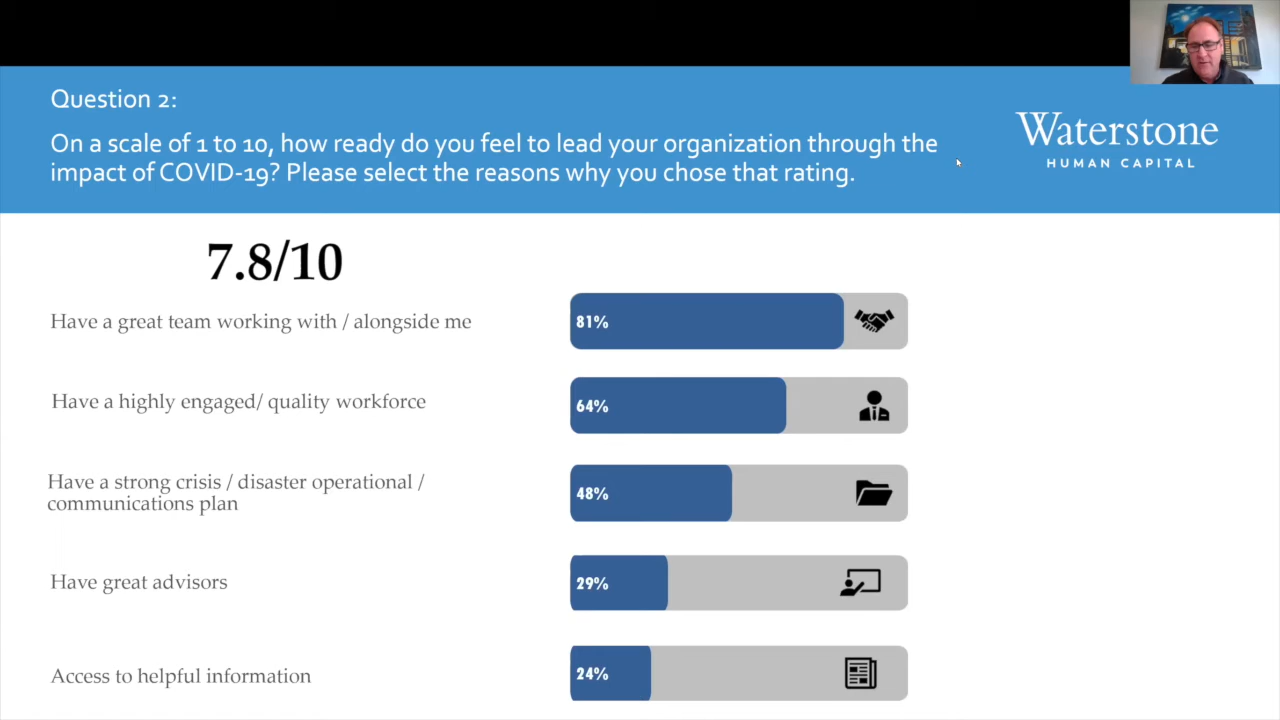 Question 2:
On a scale of 1 to 10, how ready do you feel to lead your organization through the
impact of COVID-19? Please select the reasons why you chose that rating.
Waterstone
HUMAN CAPITAL
7.8/10
Have a great team working with / alongside me
81%
Have a highly engaged/ quality workforce
64%
Have a strong crisis / disaster operational /
communications plan
48%
Have great advisors
29%
Access to helpful information
24%